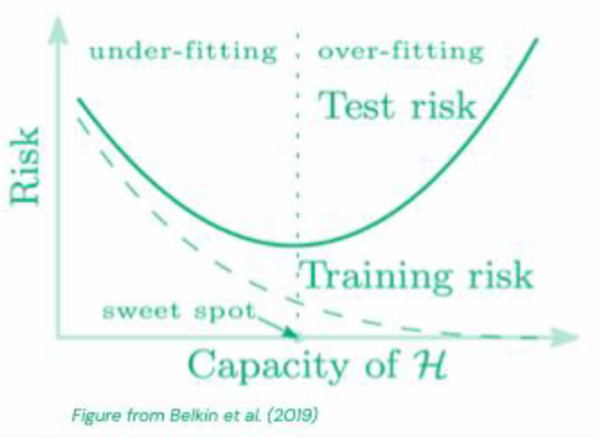 under-fitting
over-fitting
Test risk
Risk
Training risk
sweet spot
Capacity of ℋ
Figure from Belkin et al. (2019)